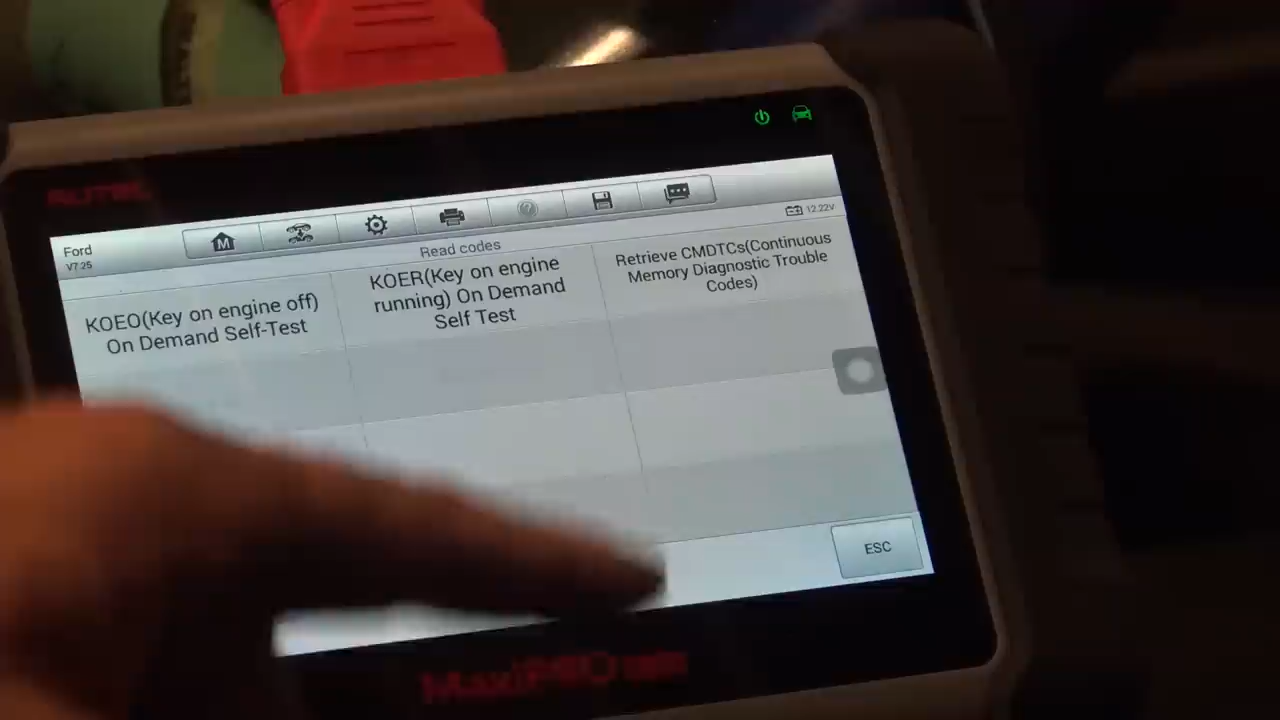 AUTEL
M
Ford
V7.25
Read codes
12.22V
KOEO(Key on engine off)
On Demand Self-Test
KOER(Key on engine
running) On Demand
Self Test
Retrieve CMDTCs(Continuous
Memory Diagnostic Trouble
Codes)
ESC
MaxiPRO